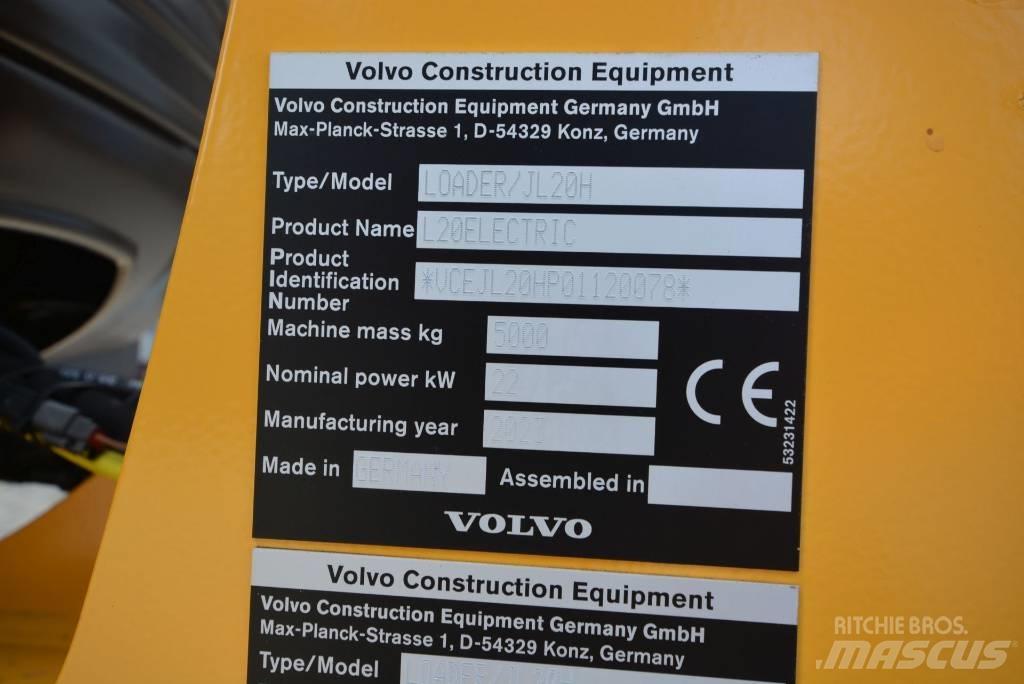 Volvo Construction Equipment
Volvo Construction Equipment Germany GmbH
Max-Planck-Strasse 1, D-54329 Konz, Germany
Type/Model LOADER/JL20H
Product Name L20ELECTRIC
Product Identification Number *VCEJL20HP01120078*
Machine mass kg 5000
Nominal power kW 22
Manufacturing year
CE
53231422
Made in GERMANY Assembled in
VOLVO
Volvo Construction Equipment
Volvo Construction Equipment Germany GmbH
Max-Planck-Strasse 1, D-54329 Konz, Germany
Type/Model
RITCHIE BROS.
MASCUS